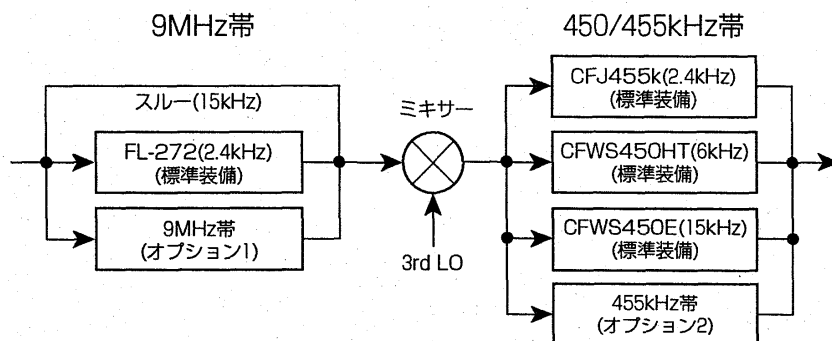 9MHz帯
450/455kHz帯
スルー(15kHz)
FL-272(2.4kHz)
(標準装備)
9MHz帯
(オプション1)
ミキサー
3rd LO
CFJ455k(2.4kHz)
(標準装備)
CFWS450HT(6kHz)
(標準装備)
CFWS450E(15kHz)
(標準装備)
455kHz帯
(オプション2)